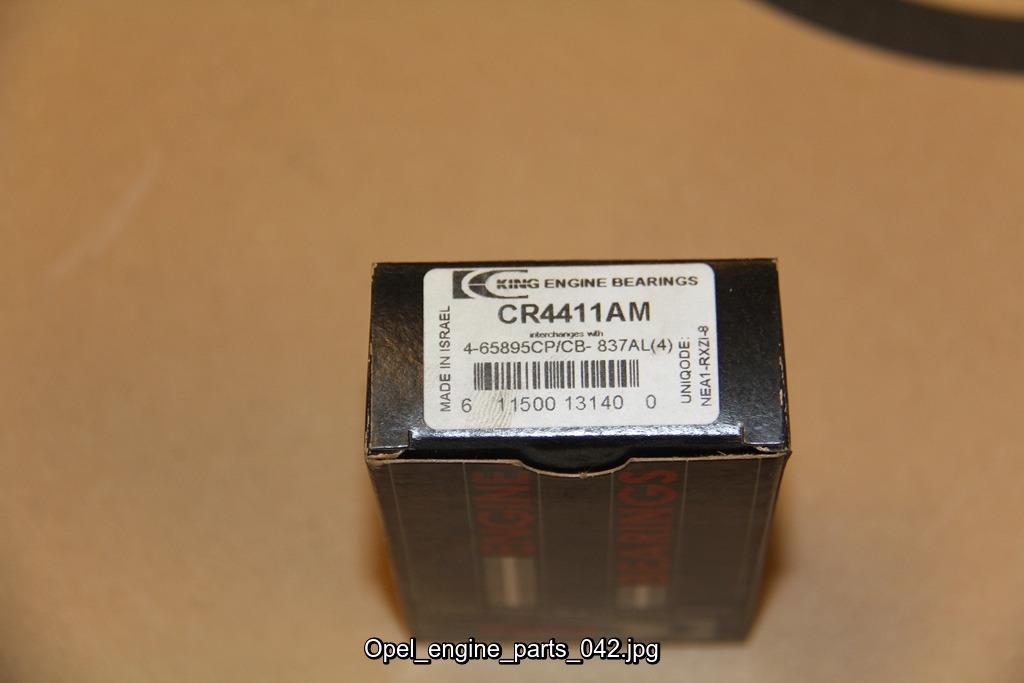 KING ENGINE BEARINGS
CR4411AM
interchanges with
4-65895CP/CB- 837AL(4)
6 11500 13140 0
MADE IN ISRAEL
UNIQODE:
NEA1-RXZI-8
ENGINE
BEARINGS
Opel_engine_parts_042.jpg